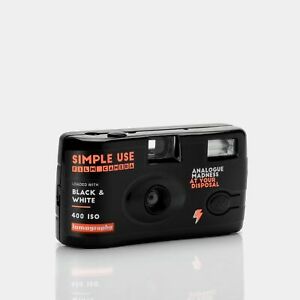 SIMPLE USE
FILM CAMERA
LOADED WITH
BLACK &
WHITE
400 ISO
lomography
ANALOGUE
MADNESS
AT YOUR
DISPOSAL